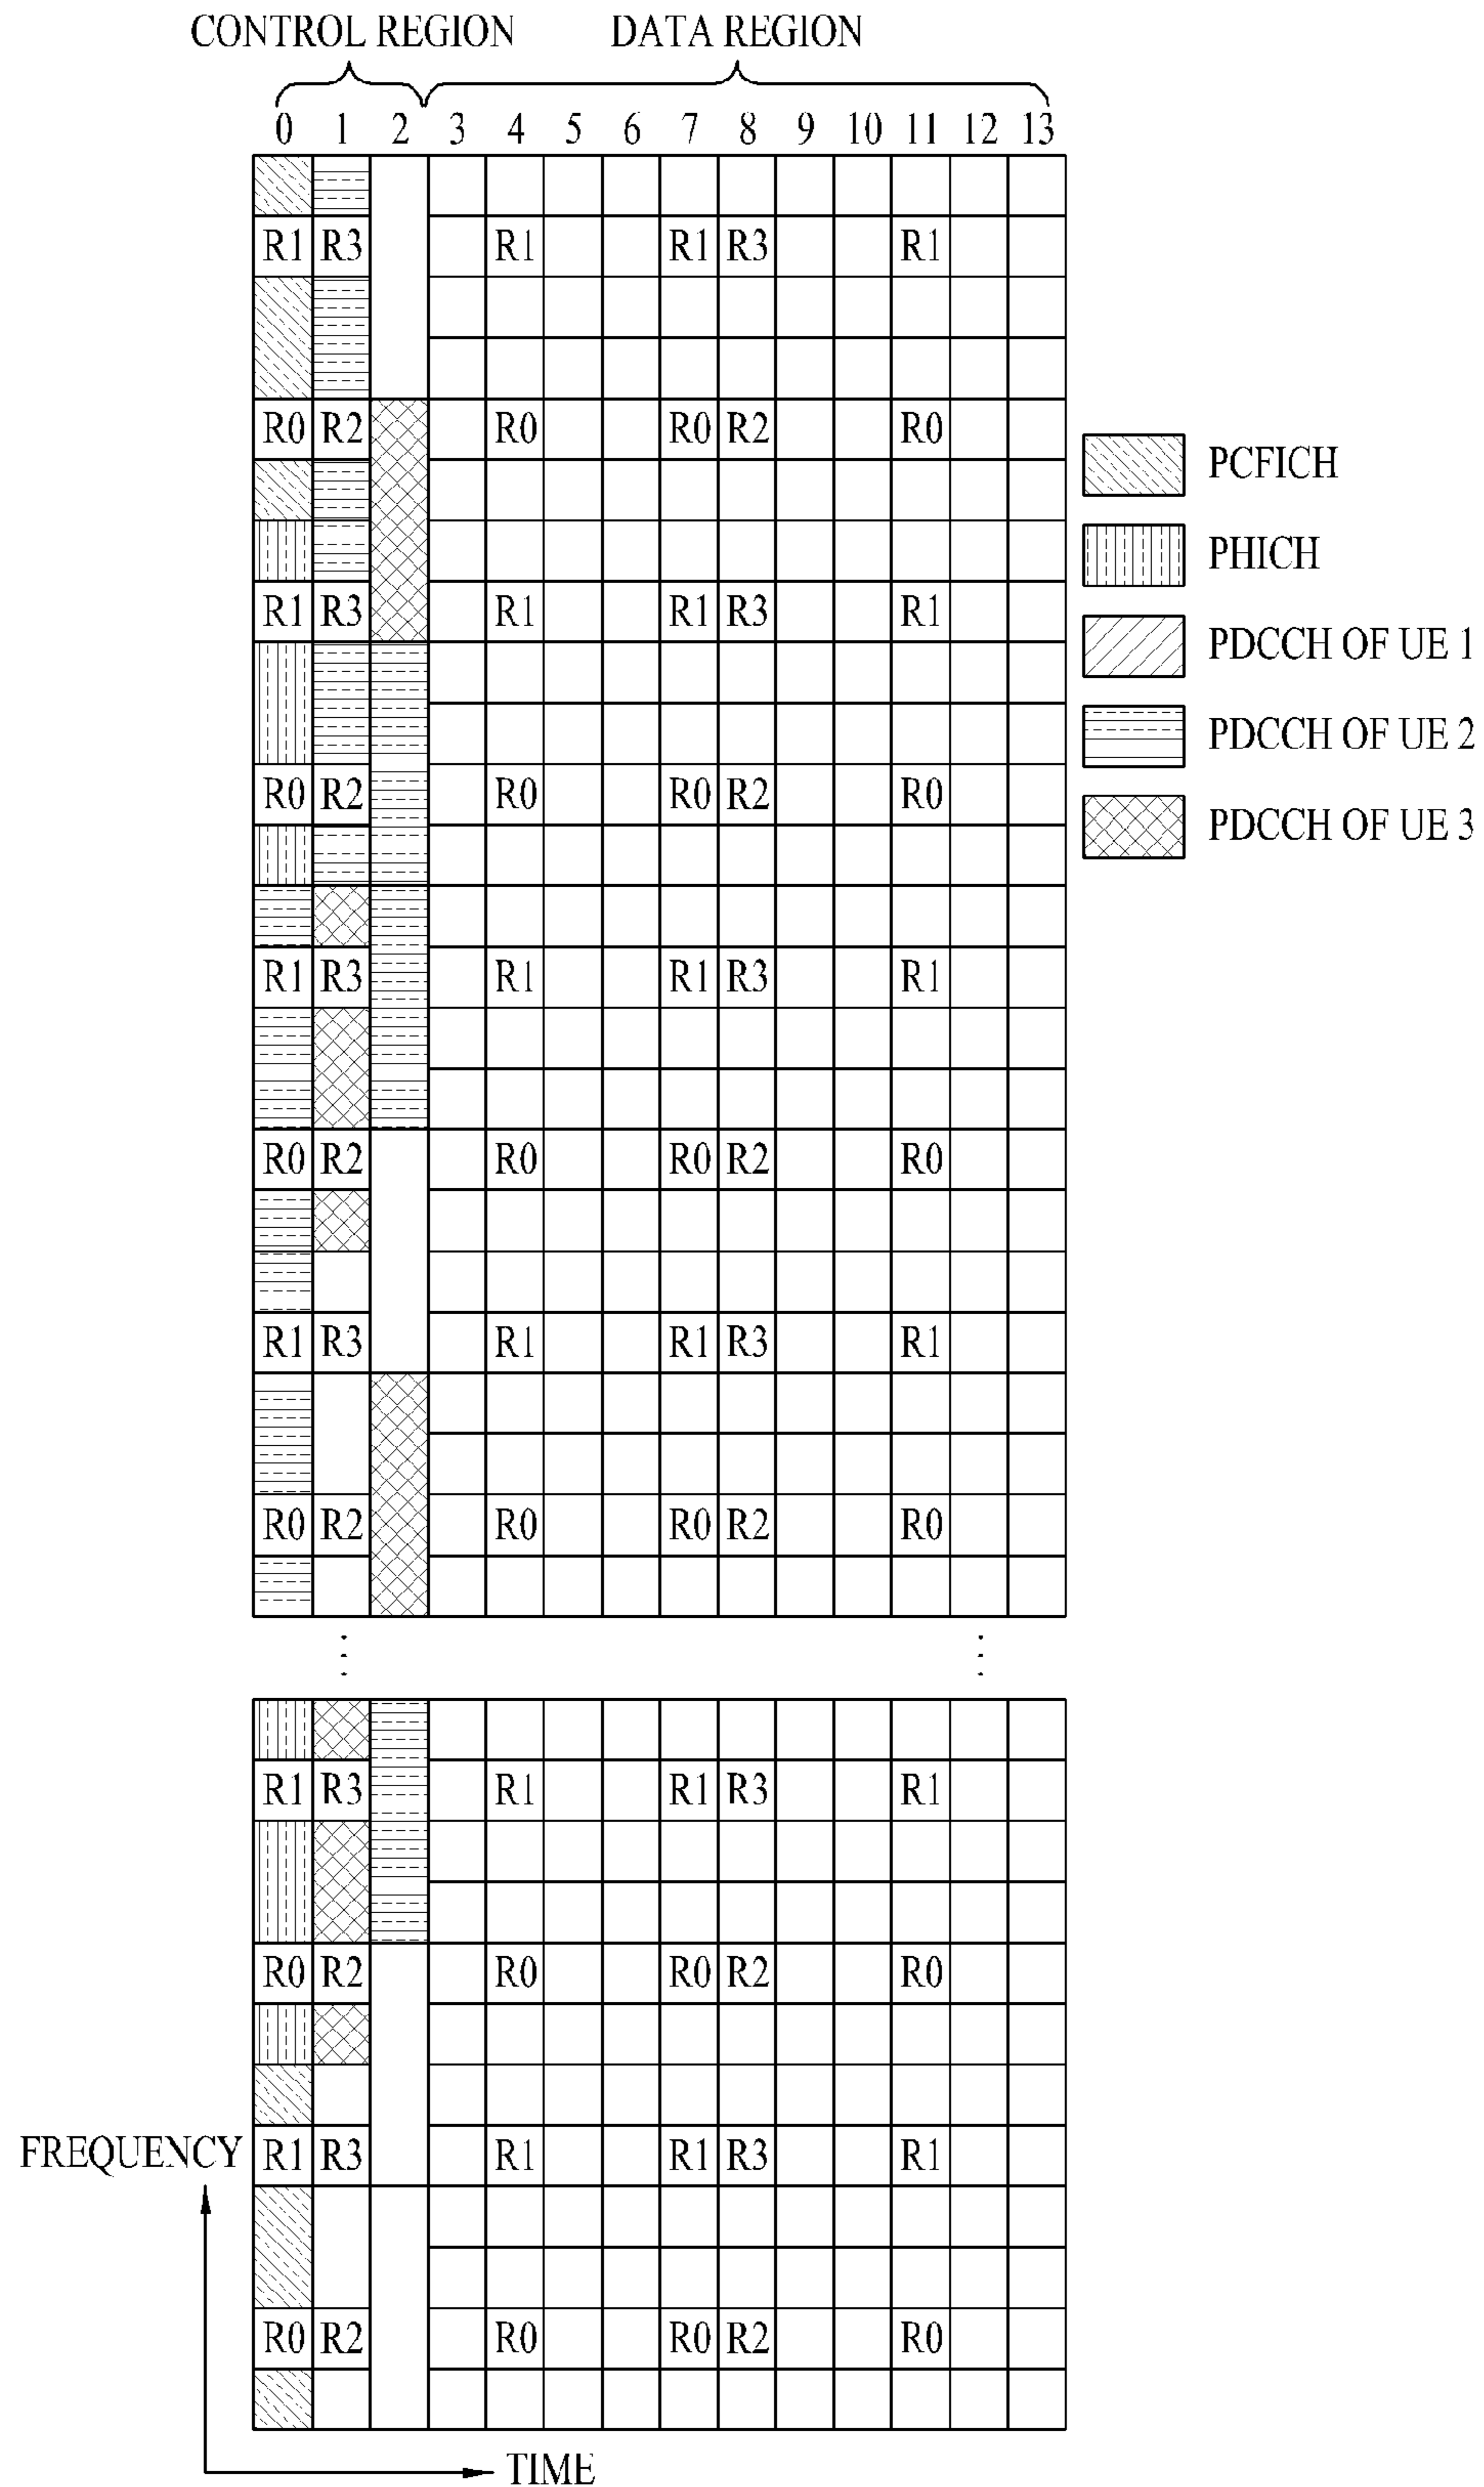 CONTROL REGION DATA REGION
0 1 2 3 4 5 6 7 8 9 10 11 12 13
R1 R3 R1 R1 R3 R1
R0 R2 R0 R0 R2 R0
PCFICH
PHICH
R1 R3 R1 R1 R3 R1
PDCCH OF UE 1
PDCCH OF UE 2
R0 R2 R0 R0 R2 R0
PDCCH OF UE 3
R1 R3 R1 R1 R3 R1
R0 R2 R0 R0 R2 R0
R1 R3 R1 R1 R3 R1
R0 R2 R0 R0 R2 R0
R1 R3 R1 R1 R3 R1
R0 R2 R0 R0 R2 R0
FREQUENCY R1 R3 R1 R1 R3 R1
R0 R2 R0 R0 R2 R0
TIME